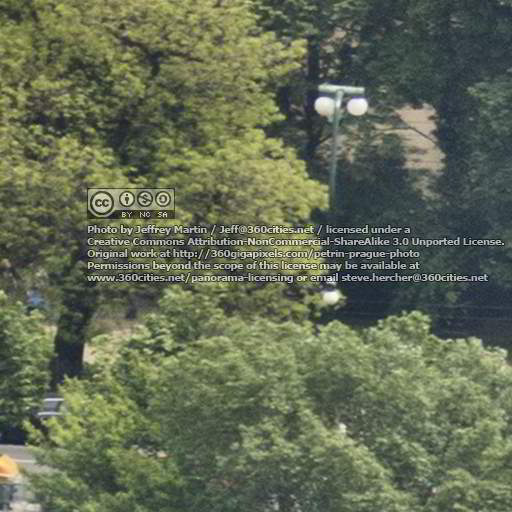 cc BY NC SA
Photo by Jeffrey Martin / Jeff@360cities.net / licensed under a
Creative Commons Attribution-NonCommercial-ShareAlike 3.0 Unported License.
Original work at http://360gigapixels.com/petrin-prague-photo
Permissions beyond the scope of this license may be available at
www.360cities.net/panorama-licensing or email steve.hercher@360cities.net